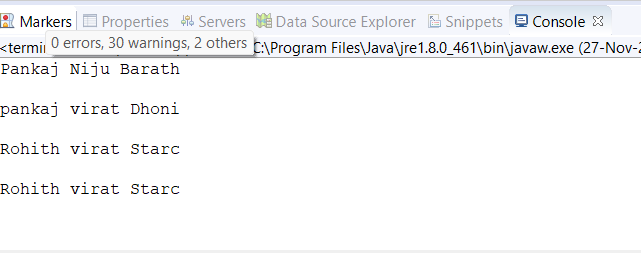 Markers Properties Servers Data Source Explorer Snippets Console
<termin C:\Program Files\Java\jre1.8.0_461\bin\javaw.exe (27-Nov-2
0 errors, 30 warnings, 2 others
Pankaj Niju Barath
pankaj virat Dhoni
Rohith virat Starc
Rohith virat Starc